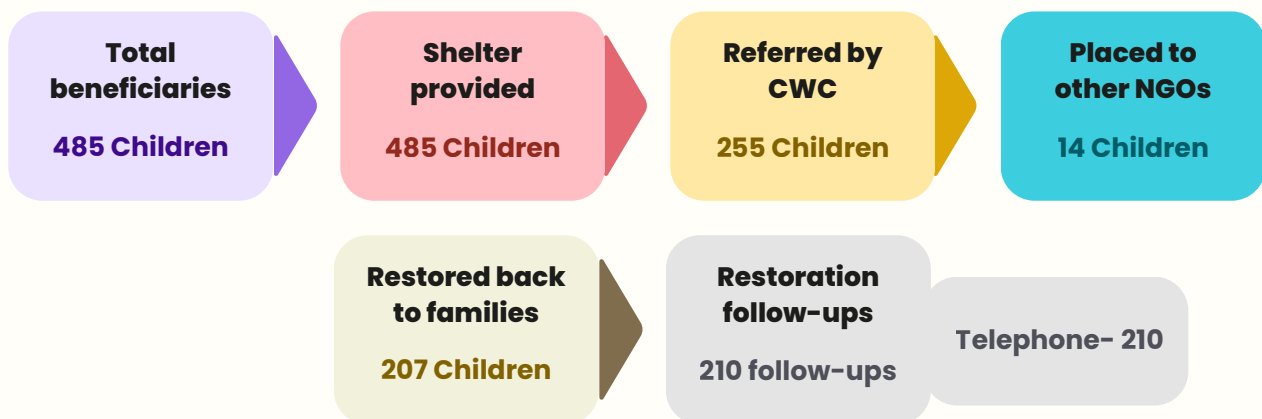 Total
beneficiaries
485 Children
Shelter
provided
485 Children
Referred by
CWC
255 Children
Placed to
other NGOs
14 Children
Restored back
to families
207 Children
Restoration
follow-ups
210 follow-ups
Telephone- 210